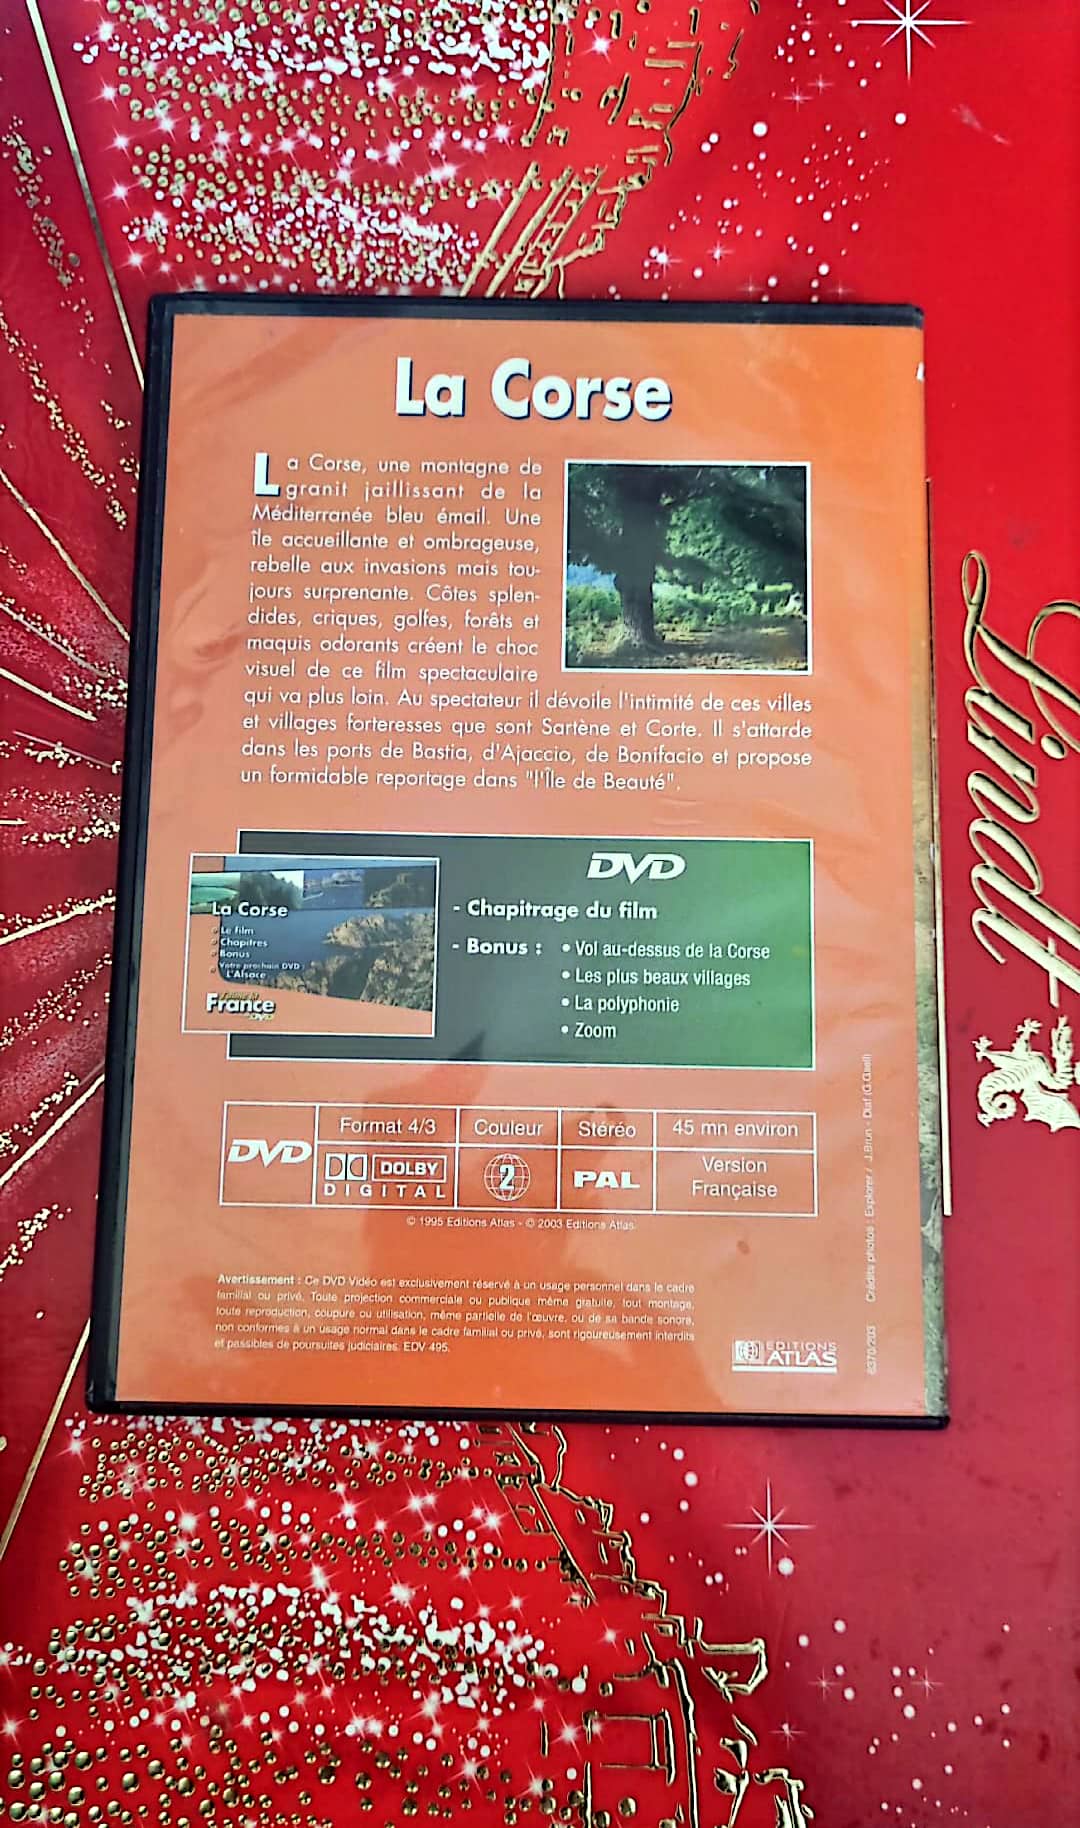 La Corse
La Corse, une montagne de
granit jaillissant de la
Méditerranée bleu émail. Une
île accueillante et ombrageuse,
rebelle aux invasions mais tou-
jours surprenante. Côtes splen-
dides, criques, golfes, forêts et
maquis odorants créent le choc
visuel de ce film spectaculaire
qui va plus loin. Au spectateur il dévoile l'intimité de ces villes
et villages forteresses que sont Sartène et Corte. Il s'attarde
dans les ports de Bastia, d'Ajaccio, de Bonifacio et propose
un formidable reportage dans "l'Île de Beauté".
DVD
- Chapitrage du film
- Bonus : • Vol au-dessus de la Corse
• Les plus beaux villages
• La polyphonie
• Zoom
La Corse
Le film
Chapitres
Bonus
Votre prochain DVD :
L'Alsace
France
DVD
DVD
Format 4/3
Couleur
Stéréo
45 mn environ
DOLBY
DIGITAL
2
PAL
Version
Française
© 1995 Editions Atlas - © 2003 Editions Atlas.
Avertissement : Ce DVD Vidéo est exclusivement réservé à un usage personnel dans le cadre
familial ou privé. Toute projection commerciale ou publique même gratuite, tout montage,
toute reproduction, coupure ou utilisation, même partielle de l'œuvre, ou de sa bande sonore,
non conformes à un usage normal dans le cadre familial ou privé, sont rigoureusement interdits
et passibles de poursuites judiciaires. EDV 495.
EDITIONS
ATLAS
6370/203 Crédits photos : Explorer / J.Brun - Diaf (G.Gsell)
Lindt